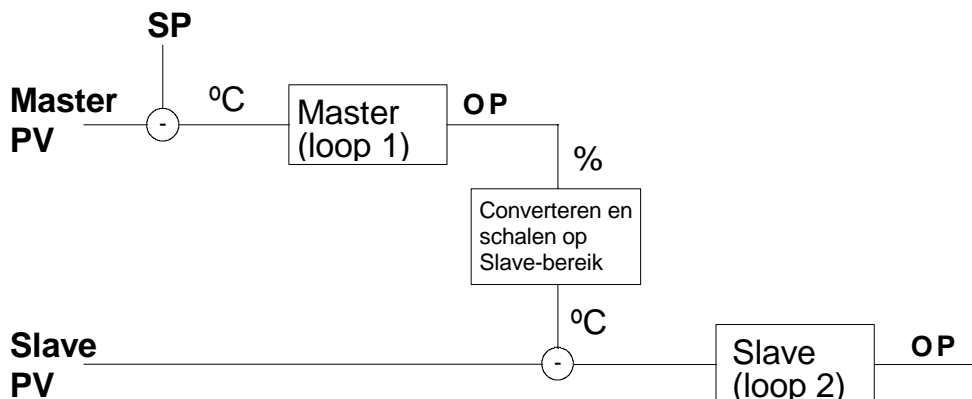 SP
Master
PV
-
ºC
Master
(loop 1)
OP
%
Converteren en
schalen op
Slave-bereik
ºC
Slave
PV
-
Slave
(loop 2)
OP